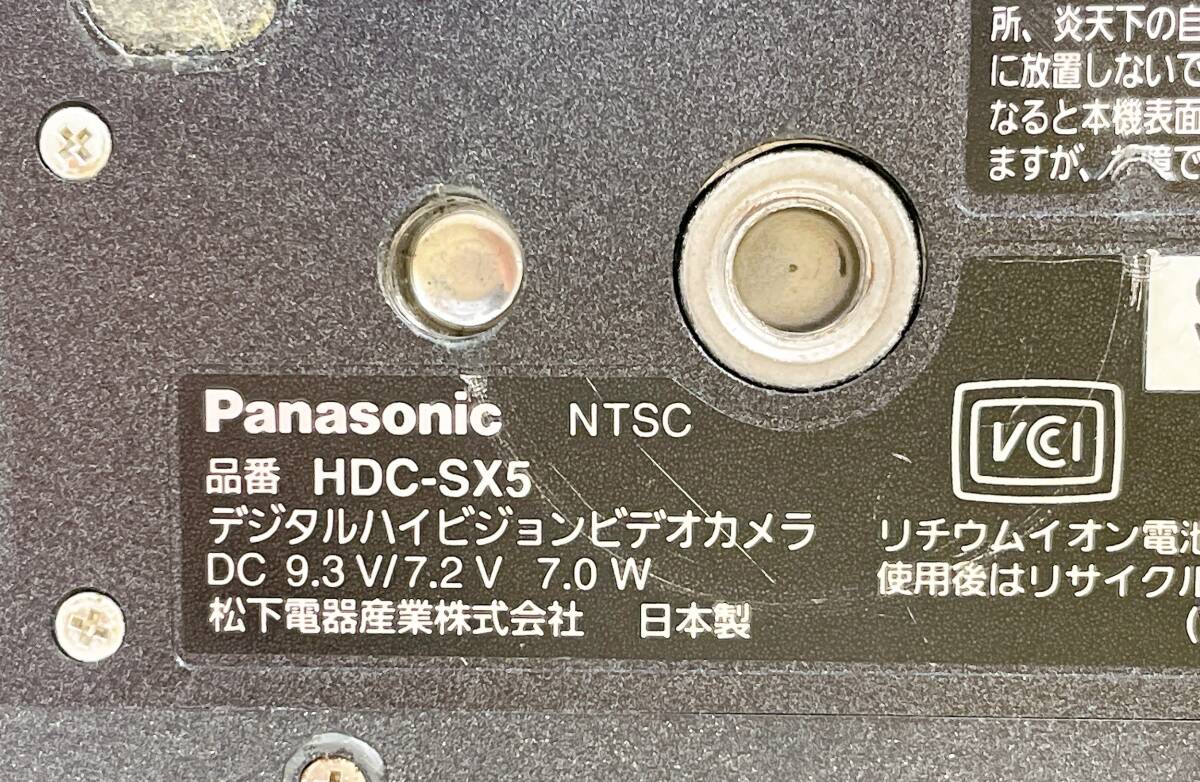 所、炎天下の自
に放置しないで
なると本機表面
ますが、
Panasonic NTSC
品番 HDC-SX5
デジタルハイビジョンビデオカメラ
DC 9.3 V/7.2 V 7.0 W
松下電器産業株式会社 日本製
VCCI
リチウムイオン電池
使用後はリサイクル
(